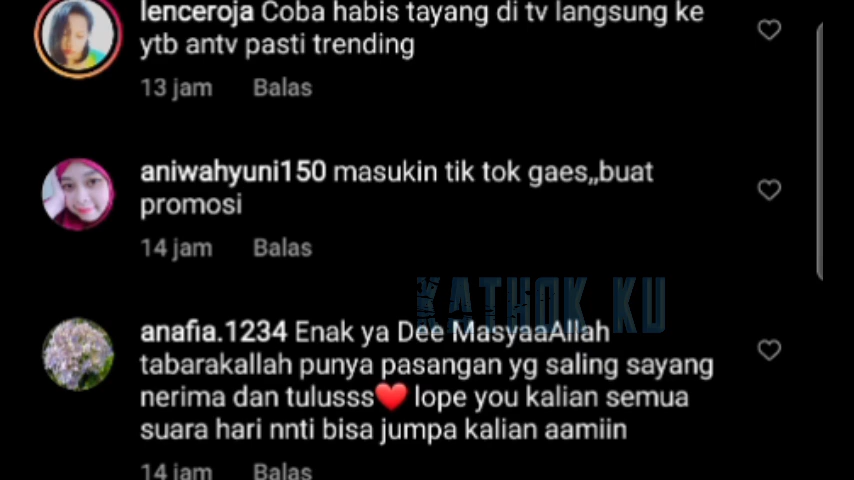 lenceroja Coba habis tayang di tv langsung ke
ytb antv pasti trending
13 jam Balas
aniwahyuni150 masukin tik tok gaes,,buat
promosi
14 jam Balas
KATHOK KU
anafia.1234 Enak ya Dee MasyaaAllah
tabarakallah punya pasangan yg saling sayang
nerima dan tulusss❤️ lope you kalian semua
suara hari nnti bisa jumpa kalian aamiin
14 jam Balas